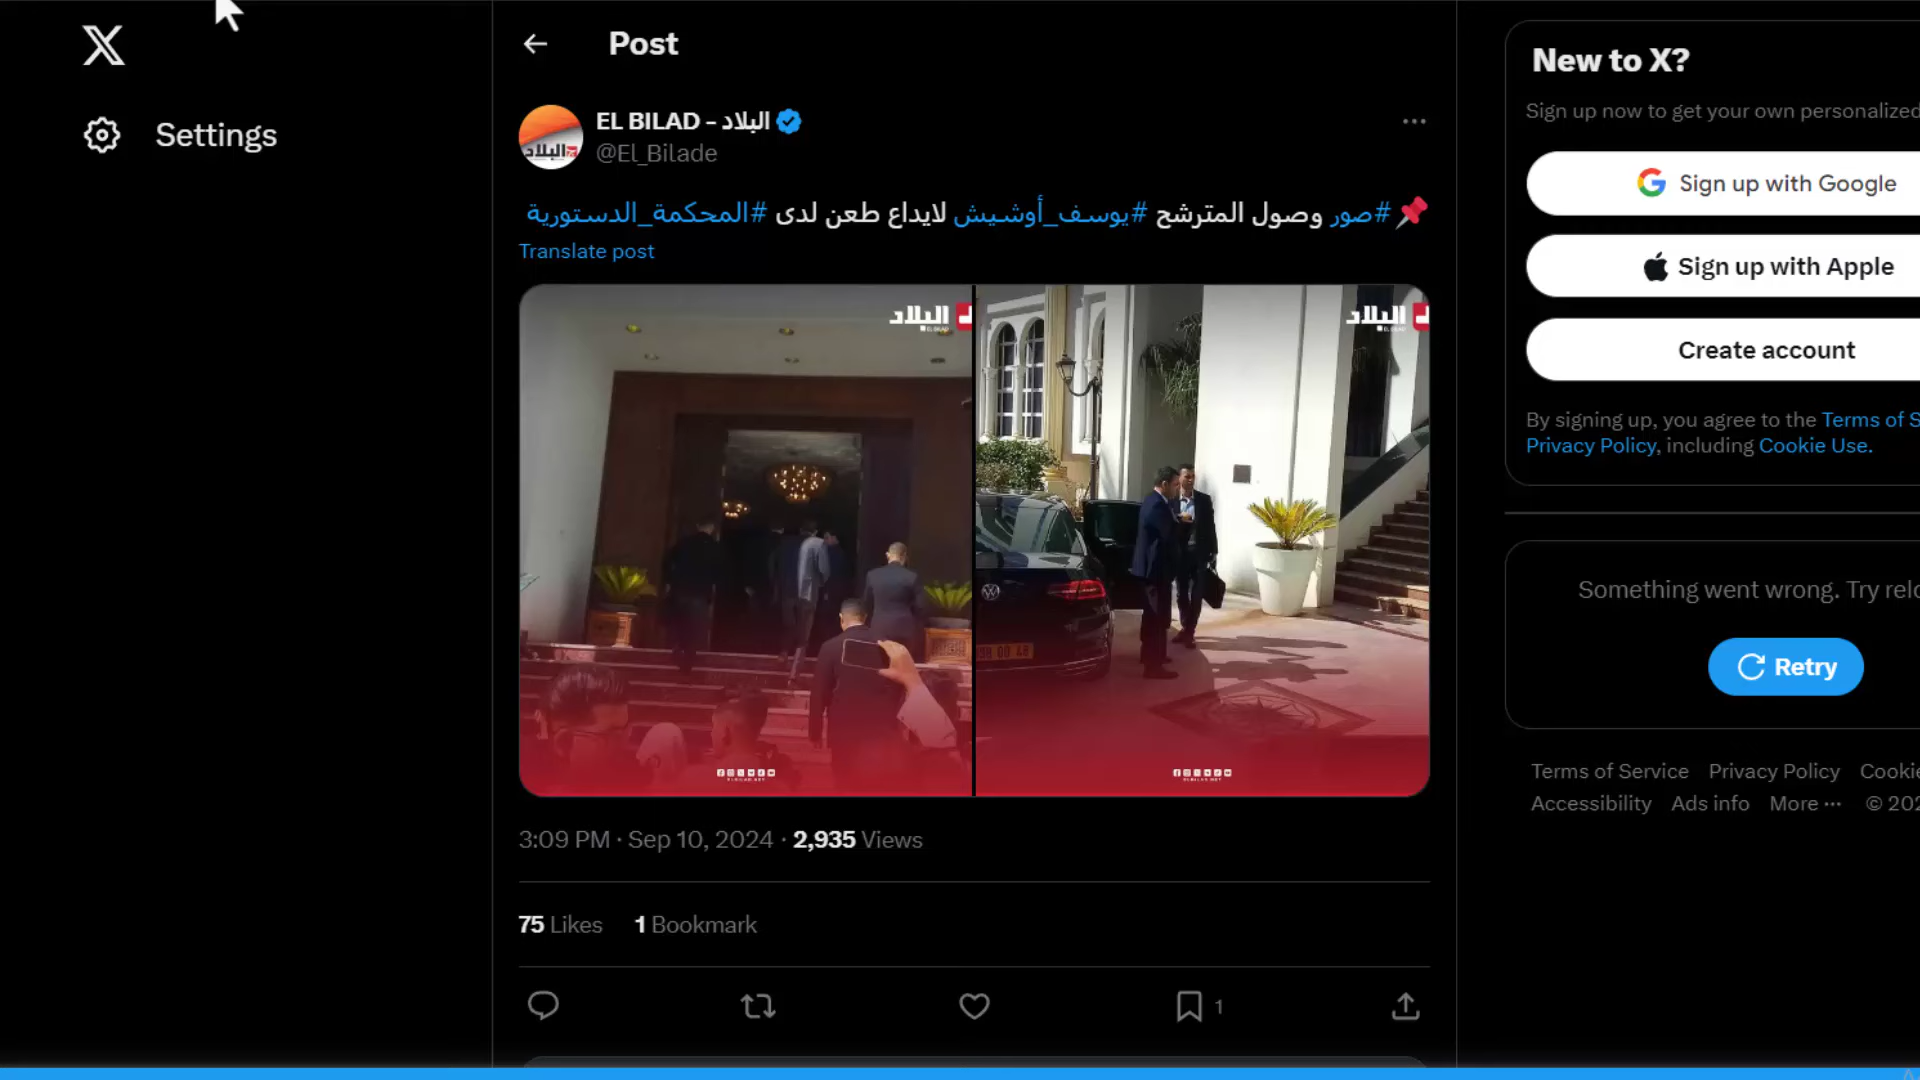 Settings
Post
EL BILAD - البلاد
@El_Bilade
#صور وصول المترشح #يوسف_أوشيش لايداع طعن لدى #المحكمة_الدستورية
Translate post
البلاد
البلاد
3:09 PM · Sep 10, 2024 · 2,935 Views
75 Likes 1 Bookmark
1
New to X?
Sign up now to get your own personalized
Sign up with Google
Sign up with Apple
Create account
By signing up, you agree to the Terms of S
Privacy Policy, including Cookie Use.
Something went wrong. Try relo
Retry
Terms of Service Privacy Policy Cookie
Accessibility Ads info More ··· © 202